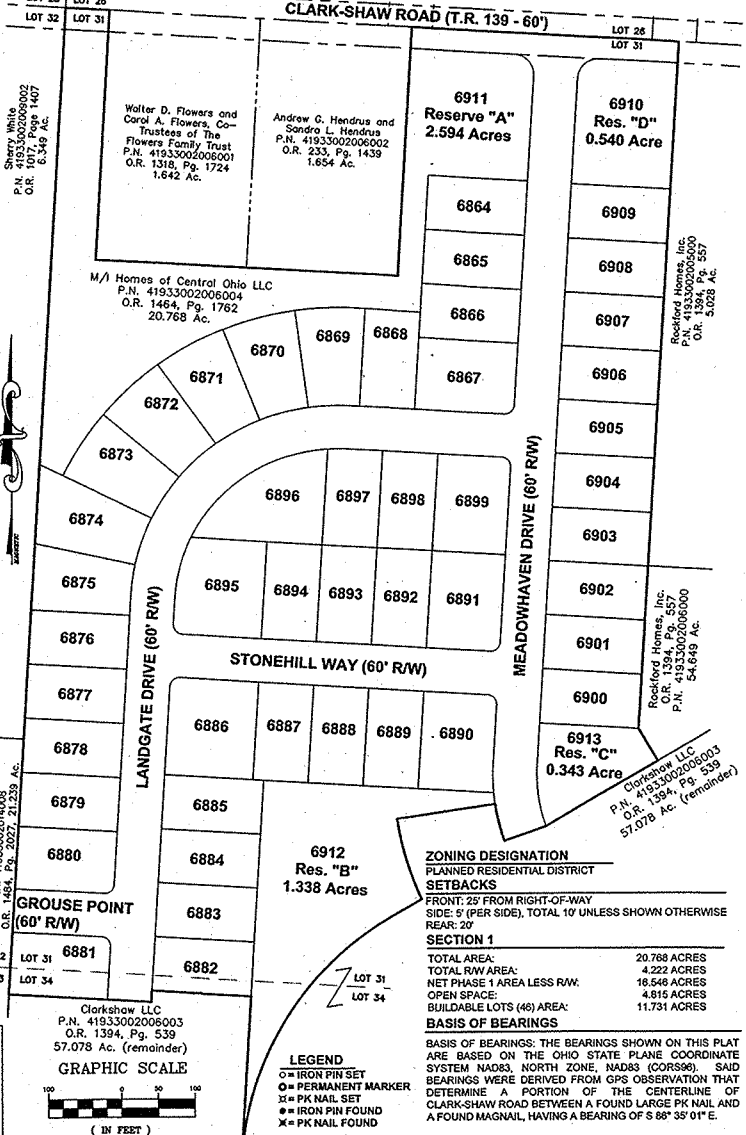 LOT 26
LOT 32
LOT 31
CLARK-SHAW ROAD (T.R. 139 - 60')
LOT 26
LOT 31
Sherry White
P.N. 41933002009002
O.R. 1017, Page 1407
6.349 Ac.
Walter D. Flowers and
Carol A. Flowers, Co-
Trustees of The
Flowers Family Trust
P.N. 41933002006001
O.R. 1318, Pg. 1724
1.642 Ac.
Andrew G. Hendrus and
Sandra L. Hendrus
P.N. 41933002006002
O.R. 233, Pg. 1439
1.654 Ac.
6911
Reserve "A"
2.594 Acres
6910
Res. "D"
0.540 Acre
6864
6865
6866
6867
6909
6908
6907
6906
6905
6904
6903
6902
6901
6900
Rockford Homes, Inc.
P.N. 41933002005000
O.R. 1394, Pg. 557
5.028 Ac.
M/I Homes of Central Ohio LLC
P.N. 41933002006004
O.R. 1464, Pg. 1762
20.768 Ac.
6868
6869
6870
6871
6872
6873
6874
6875
6876
6877
6878
6879
6880
6896
6897
6898
6899
6895
6894
6893
6892
6891
MEADOWHAVEN DRIVE (60' R/W)
LANDGATE DRIVE (60' R/W)
STONEHILL WAY (60' R/W)
Rockford Homes, Inc.
O.R. 1394, Pg. 557
P.N. 41933002006000
54.649 Ac.
6886
6887
6888
6889
6890
6913
Res. "C"
0.343 Acre
Clarkshaw LLC
P.N. 41933002006003
O.R. 1394, Pg. 539
57.078 Ac. (remainder)
6885
6884
6883
6882
6912
Res. "B"
1.338 Acres
O.R. 1484, Pg. 2027, 21.239 Ac.
GROUSE POINT
(60' R/W)
6881
LOT 31
LOT 34
LOT 31
LOT 34
Clarkshaw LLC
P.N. 41933002006003
O.R. 1394, Pg. 539
57.078 Ac. (remainder)
GRAPHIC SCALE
100 0 50 100
( IN FEET )
LEGEND
= IRON PIN SET
= PERMANENT MARKER
= PK NAIL SET
= IRON PIN FOUND
= PK NAIL FOUND
ZONING DESIGNATION
PLANNED RESIDENTIAL DISTRICT
SETBACKS
FRONT: 25' FROM RIGHT-OF-WAY
SIDE: 5' (PER SIDE), TOTAL 10' UNLESS SHOWN OTHERWISE
REAR: 20'
SECTION 1
TOTAL AREA: 20.768 ACRES
TOTAL R/W AREA: 4.222 ACRES
NET PHASE 1 AREA LESS R/W: 16.546 ACRES
OPEN SPACE: 4.815 ACRES
BUILDABLE LOTS (46) AREA: 11.731 ACRES
BASIS OF BEARINGS
BASIS OF BEARINGS: THE BEARINGS SHOWN ON THIS PLAT
ARE BASED ON THE OHIO STATE PLANE COORDINATE
SYSTEM NAD83, NORTH ZONE, NAD83 (CORS96). SAID
BEARINGS WERE DERIVED FROM GPS OBSERVATION THAT
DETERMINE A PORTION OF THE CENTERLINE OF
CLARK-SHAW ROAD BETWEEN A FOUND LARGE PK NAIL AND
A FOUND MAGNAIL, HAVING A BEARING OF S 86° 35' 01" E.